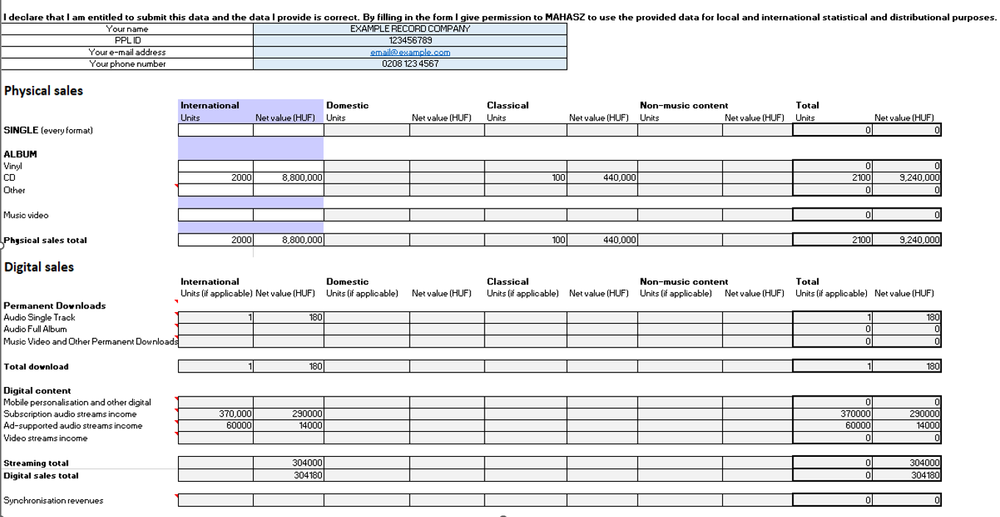 I declare that I am entitled to submit this data and the data I provide is correct. By filling in the form I give permission to MAHASZ to use the provided data for local and international statistical and distributional purposes.
Your name EXAMPLE RECORD COMPANY
PPL ID 123456789
Your e-mail address email@example.com
Your phone number 0208 123 4567
Physical sales
International Domestic Classical Non-music content Total
Units Net value (HUF) Units Net value (HUF) Units Net value (HUF) Units Net value (HUF) Units Net value (HUF)
SINGLE (every format) 0 0
ALBUM
Vinyl 0 0
CD 2000 8,800,000 100 440,000 2100 9,240,000
Other 0 0
Music video 0 0
Physical sales total 2000 8,800,000 100 440,000 2100 9,240,000
Digital sales
International Domestic Classical Non-music content Total
Units (if applicable) Net value (HUF) Units (if applicable) Net value (HUF) Units (if applicable) Net value (HUF) Units (if applicable) Net value (HUF) Units (if applicable) Net value (HUF)
Permanent Downloads
Audio Single Track 1 180 1 180
Audio Full Album 0 0
Music Video and Other Permanent Downloads 0 0
Total download 1 180 1 180
Digital content
Mobile personalisation and other digital 0 0
Subscription audio streams income 370,000 290000 370000 290000
Ad-supported audio streams income 60000 14000 60000 14000
Video streams income 0 0
Streaming total 304000 0 304000
Digital sales total 304180 0 304180
Synchronisation revenues 0 0